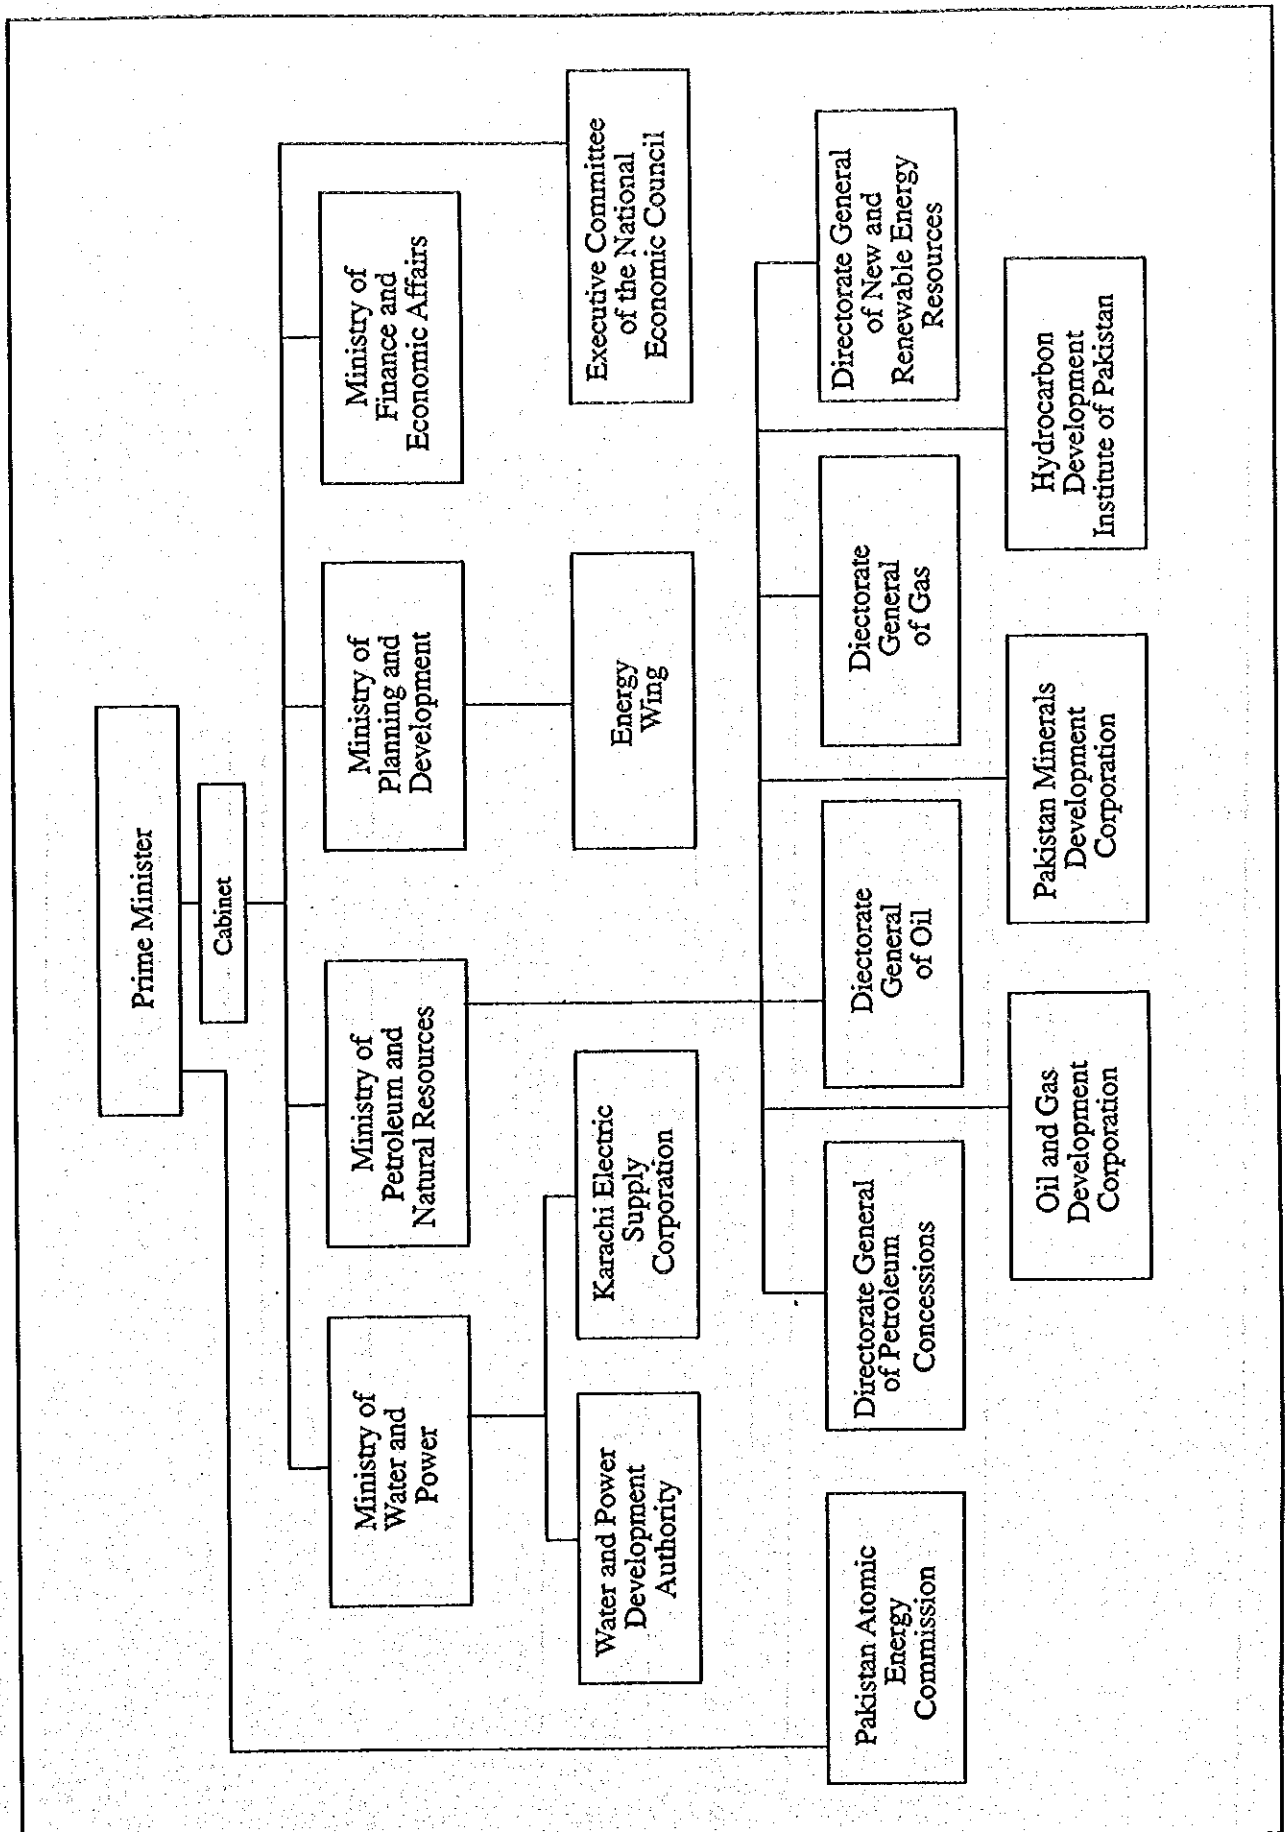 Prime Minister
Cabinet
Ministry of
Water and
Power
Ministry of
Petroleum and
Natural Resources
Ministry of
Planning and
Development
Ministry of
Finance and
Economic Affairs
Water and Power
Development
Authority
Karachi Electric
Supply
Corporation
Energy
Wing
Executive Committee
of the National
Economic Council
Pakistan Atomic
Energy
Commission
Directorate General
of Petroleum
Concessions
Diectorate
General
of Oil
Diectorate
General
of Gas
Directorate General
of New and
Renewable Energy
Resources
Oil and Gas
Development
Corporation
Pakistan Minerals
Development
Corporation
Hydrocarbon
Development
Institute of Pakistan